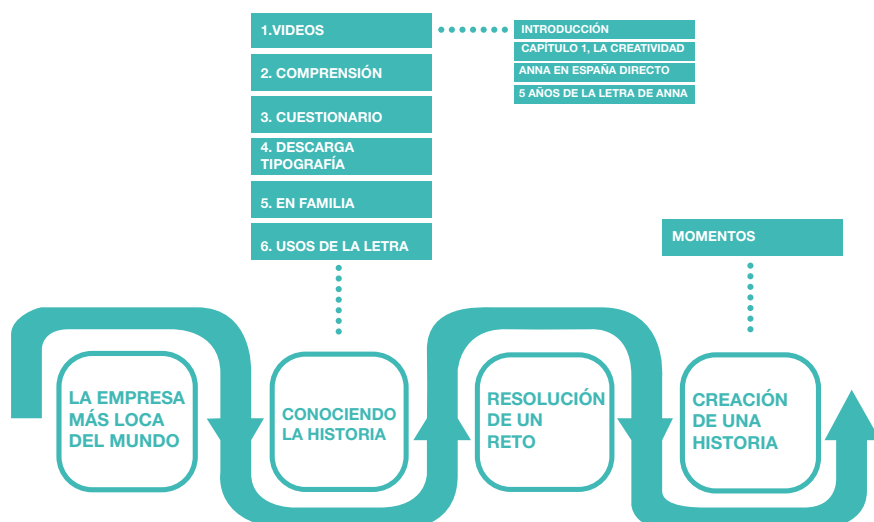 1.VIDEOS
2. COMPRENSIÓN
3. CUESTIONARIO
4. DESCARGA
TIPOGRAFÍA
5. EN FAMILIA
6. USOS DE LA LETRA
INTRODUCCIÓN
CAPÍTULO 1, LA CREATIVIDAD
ANNA EN ESPAÑA DIRECTO
5 AÑOS DE LA LETRA DE ANNA
MOMENTOS
LA EMPRESA
MÁS LOCA
DEL MUNDO
CONOCIENDO
LA HISTORIA
RESOLUCIÓN
DE UN
RETO
CREACIÓN
DE UNA
HISTORIA